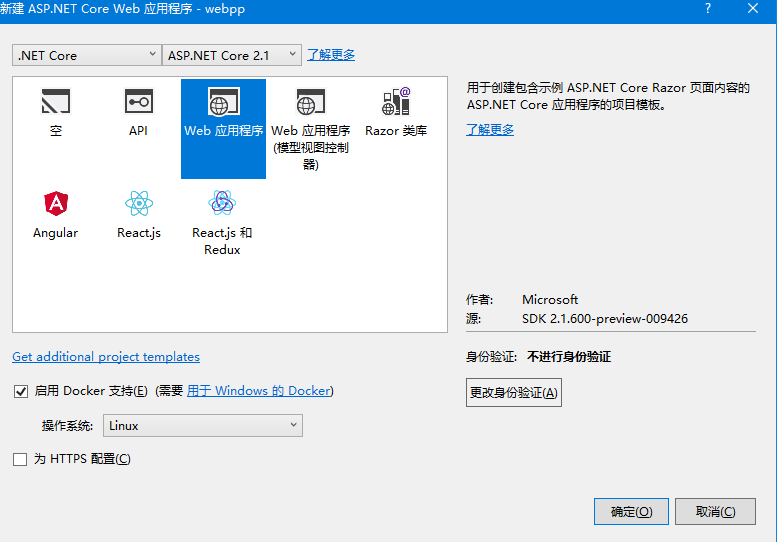 新建 ASP.NET Core Web 应用程序 - webpp
?
.NET Core
ASP.NET Core 2.1
了解更多
空
API
Web 应用程序
Web 应用程序
(模型视图控制
器)
Razor 类库
Angular
React.js
React.js 和
Redux
用于创建包含示例 ASP.NET Core Razor 页面内容的
ASP.NET Core 应用程序的项目模板。
了解更多
作者: Microsoft
源: SDK 2.1.600-preview-009426
Get additional project templates
身份验证: 不进行身份验证
启用 Docker 支持(E) (需要 用于 Windows 的 Docker)
更改身份验证(A)
操作系统: Linux
为 HTTPS 配置(C)
确定(O)
取消(C)